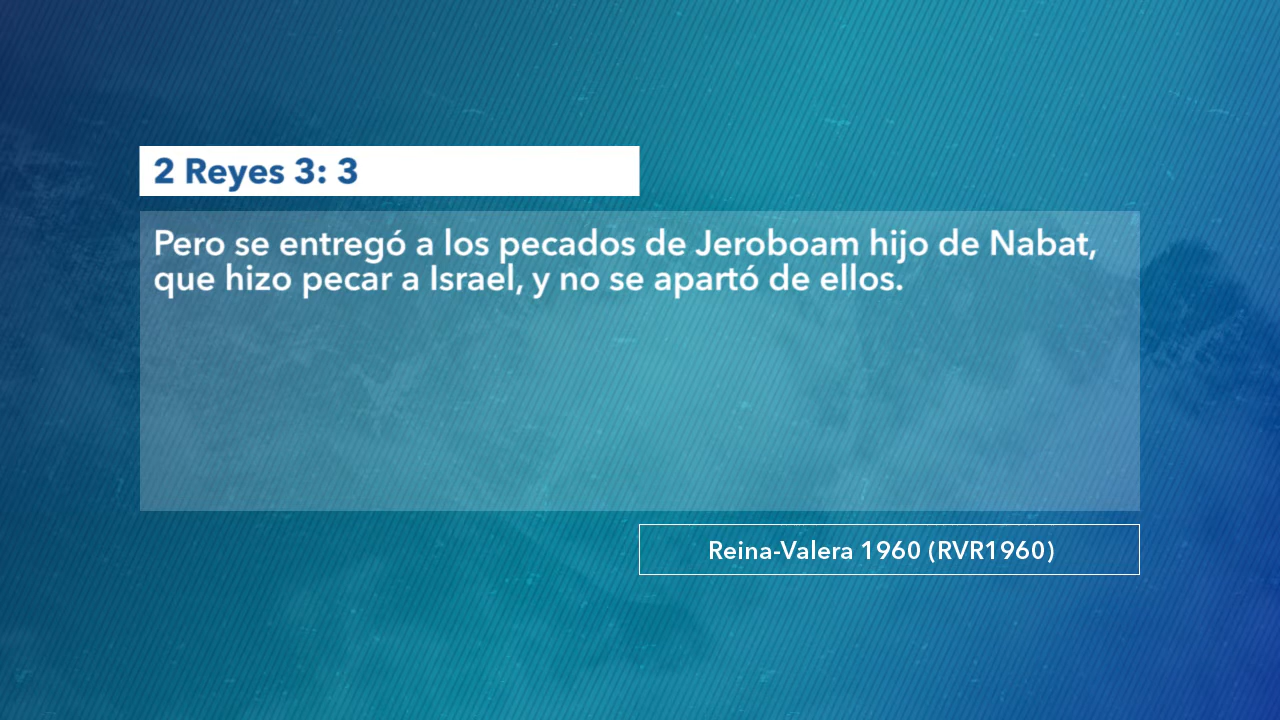 2 Reyes 3: 3
Pero se entregó a los pecados de Jeroboam hijo de Nabat,
que hizo pecar a Israel, y no se apartó de ellos.
Reina-Valera 1960 (RVR1960)